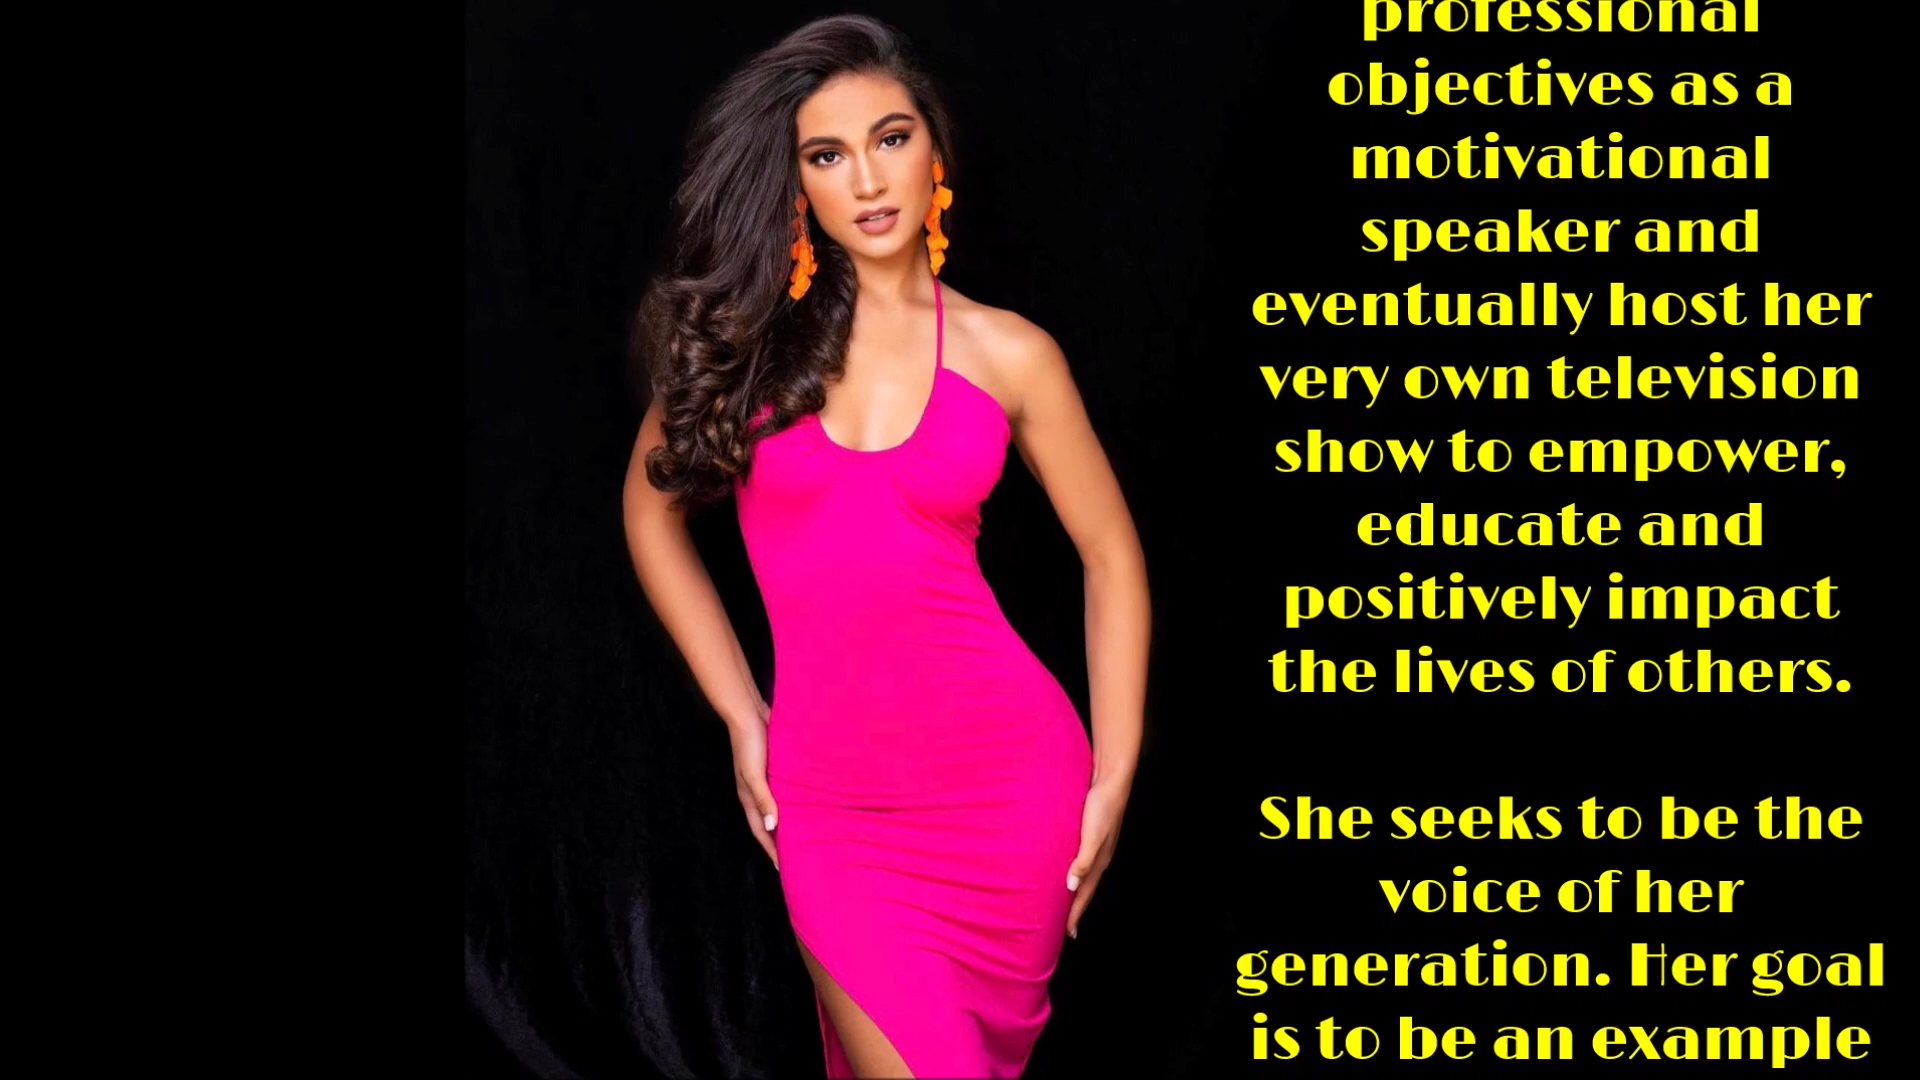 professional
objectives as a
motivational
speaker and
eventually host her
very own television
show to empower,
educate and
positively impact
the lives of others.
She seeks to be the
voice of her
generation. Her goal
is to be an example